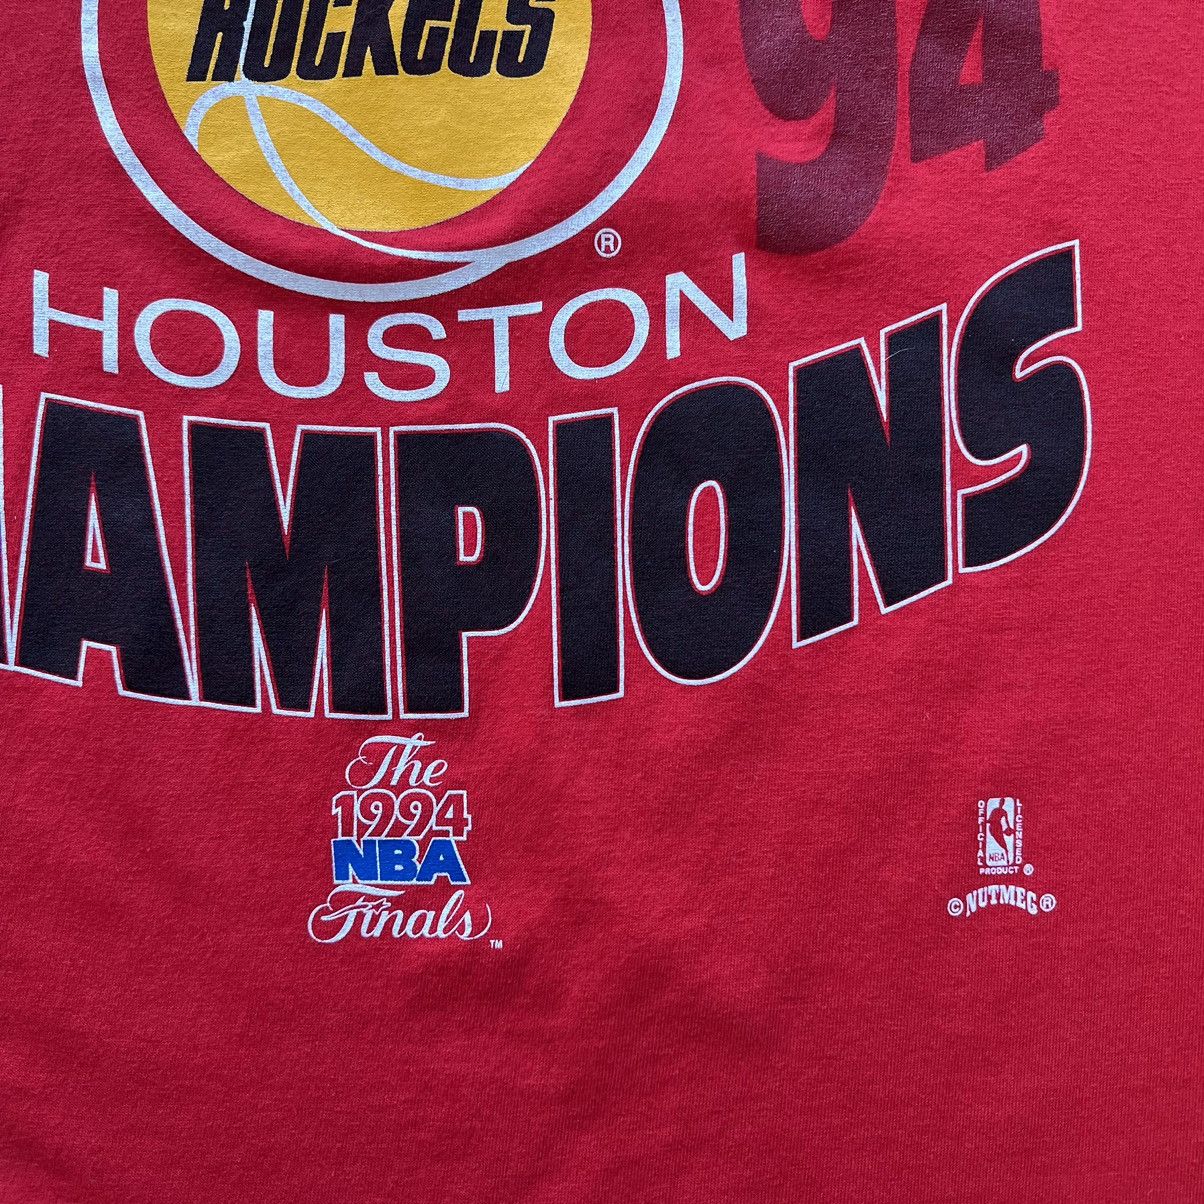 ROCKETS
94
®
HOUSTON
AMPIONS
The
1994
NBA
Finals
TM
OFFICIAL
LICENSED
NBA
PRODUCT ®
© NUTMEG ®